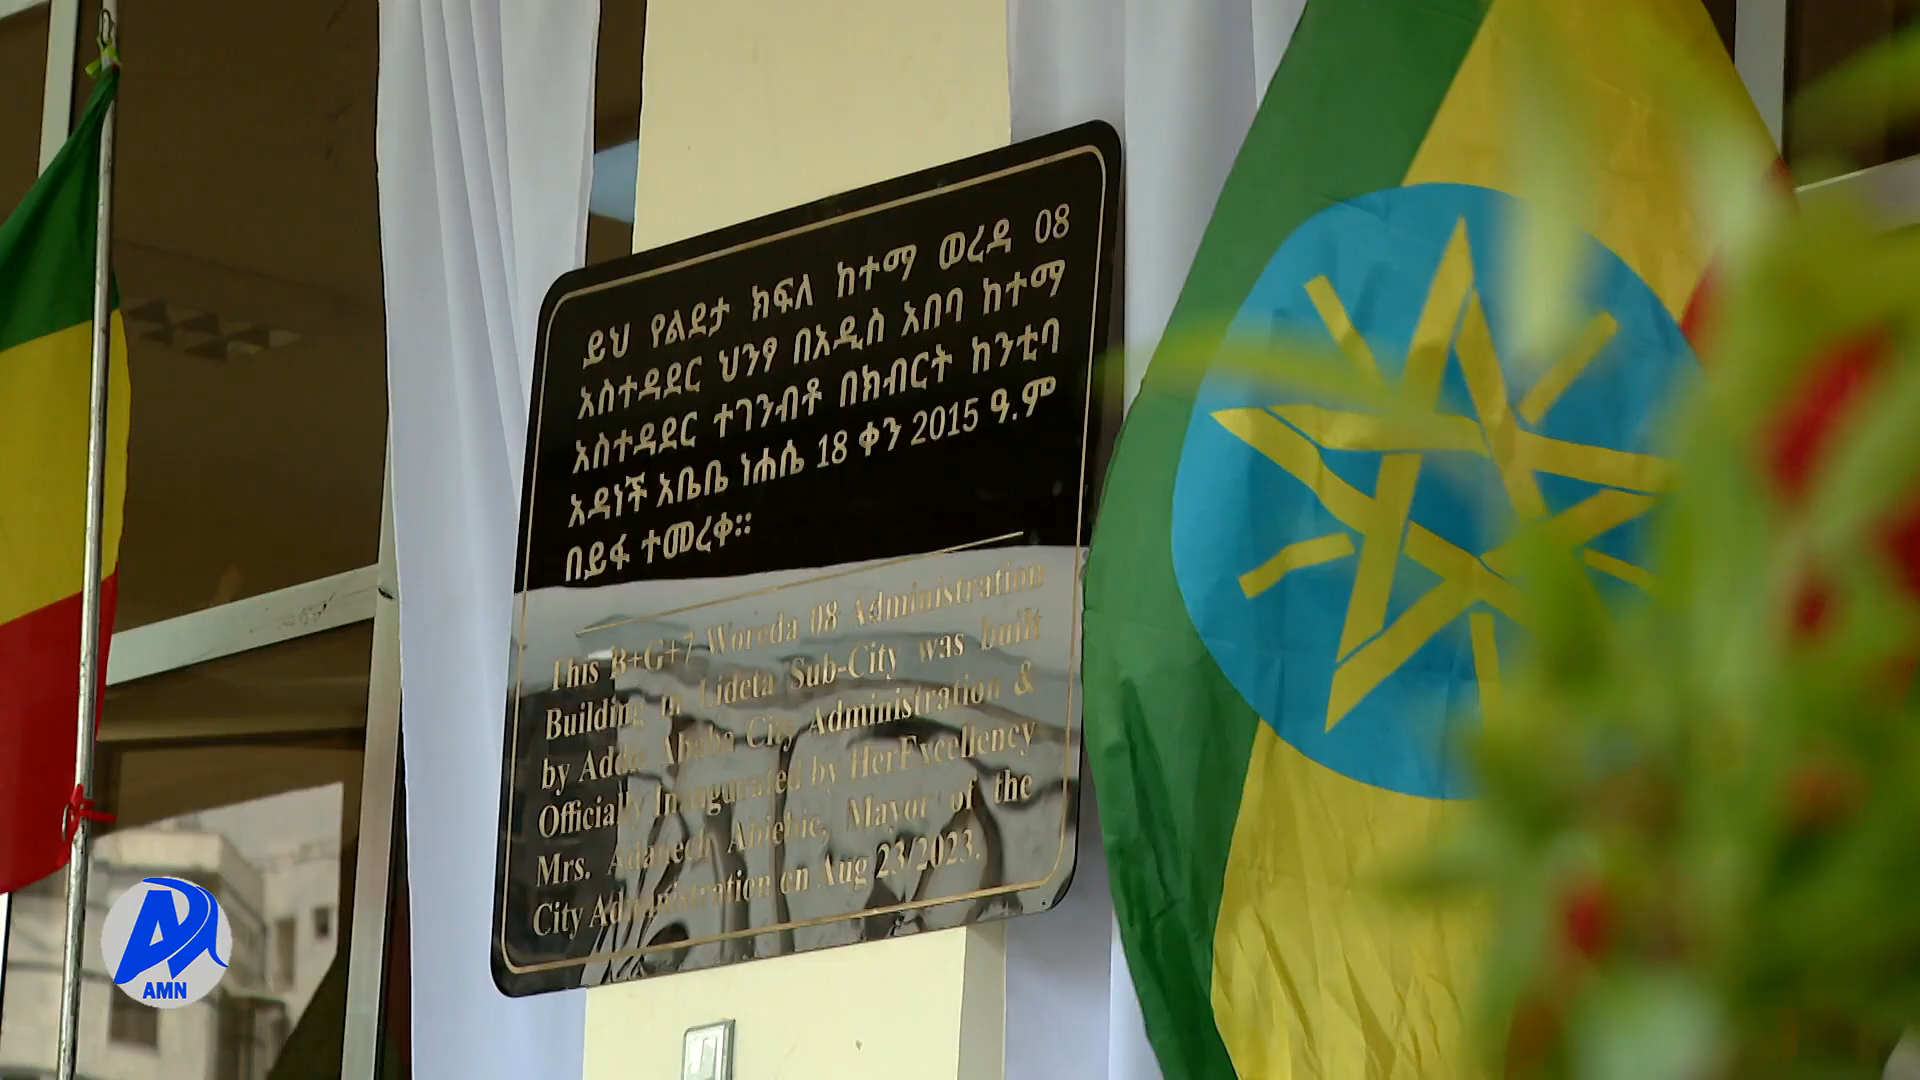 ይህ የልደታ ክፍለ ከተማ ወረዳ 08
አስተዳደር ህንፃ በአዲስ አበባ ከተማ
አስተዳደር ተገንብቶ በክብርት ከንቲባ
አዳነች አቤቤ ነሐሴ 18 ቀን 2015 ዓ.ም
በይፋ ተመረቀ።
This B+G+7 Woreda 08 Administration
Building in Lideta Sub-City was built
by Addis Ababa City Administration &
Officially Inaugurated by HerExcellency
Mrs. Adanech Abiebie, Mayor of the
City Administration on Aug 23/2023.
AMN